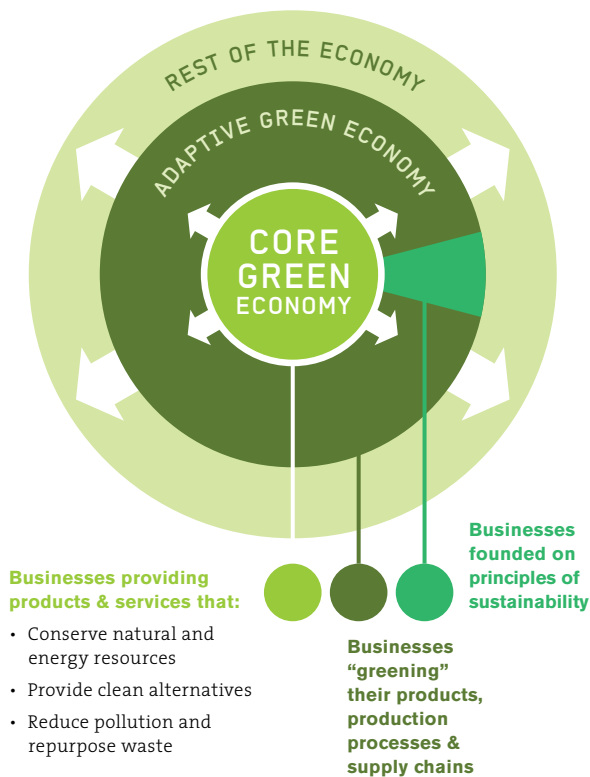 REST OF THE ECONOMY
ADAPTIVE GREEN ECONOMY
CORE
GREEN
ECONOMY
Businesses providing
products & services that:
• Conserve natural and
energy resources
• Provide clean alternatives
• Reduce pollution and
repurpose waste
Businesses
“greening”
their products,
production
processes &
supply chains
Businesses
founded on
principles of
sustainability